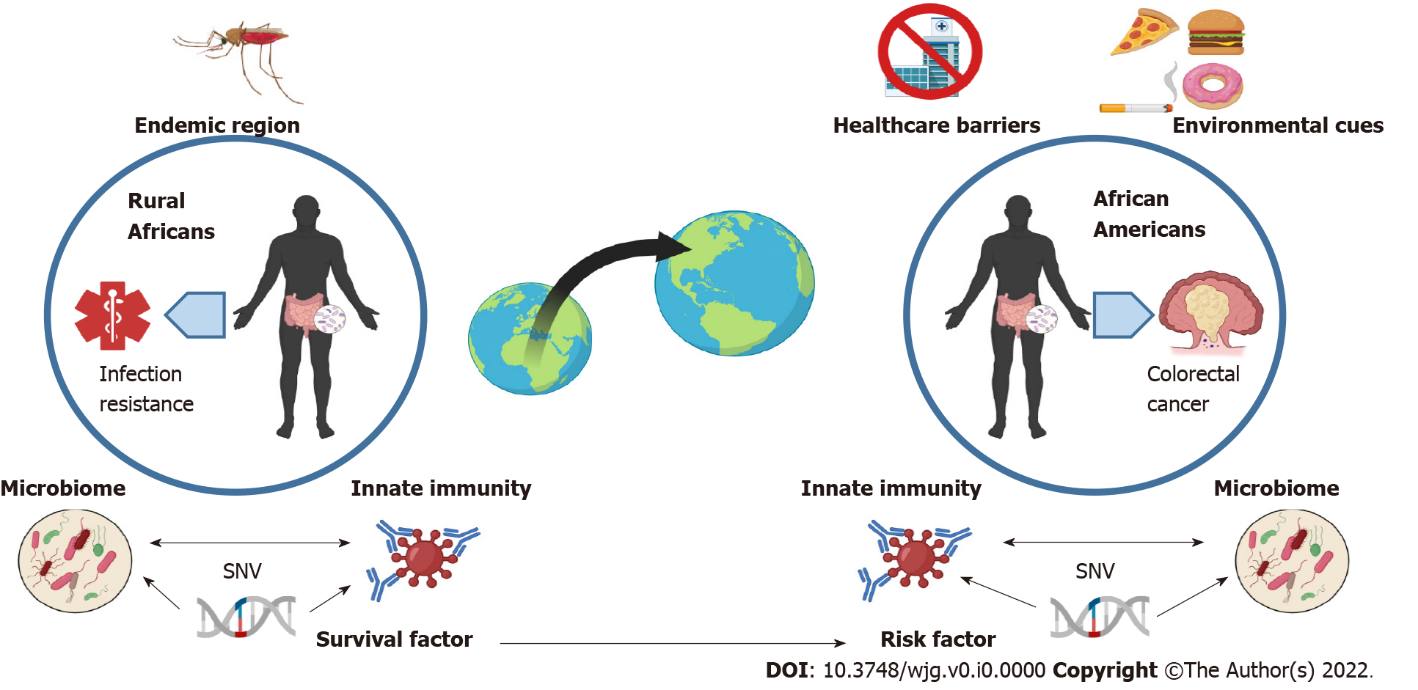 Endemic region
Healthcare barriers
Environmental cues
Rural
Africans
Infection
resistance
African
Americans
Colorectal
cancer
Microbiome
Innate immunity
SNV
Survival factor
Innate immunity
Microbiome
SNV
Risk factor
DOI: 10.3748/wjg.v0.i0.0000 Copyright ©The Author(s) 2022.